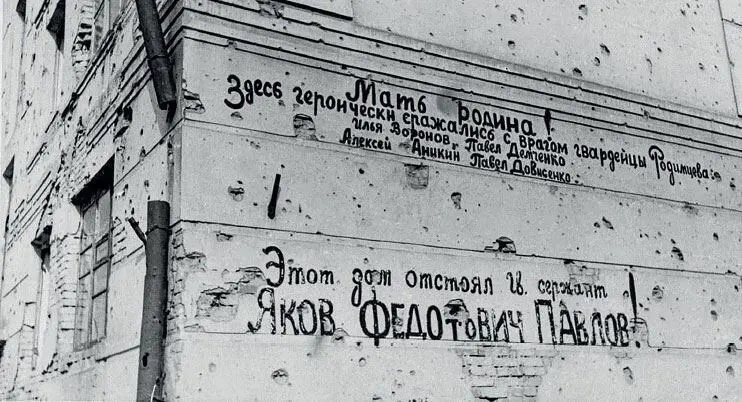 Мать родина!
Здесь героически сражались с врагом гвардейцы Родимцева:
Илья Воронов, Павел Демченко,
Алексей Аникин Павел Довисенко.
Этот дом отстоял гв. сержант
Яков Федотович Павлов!